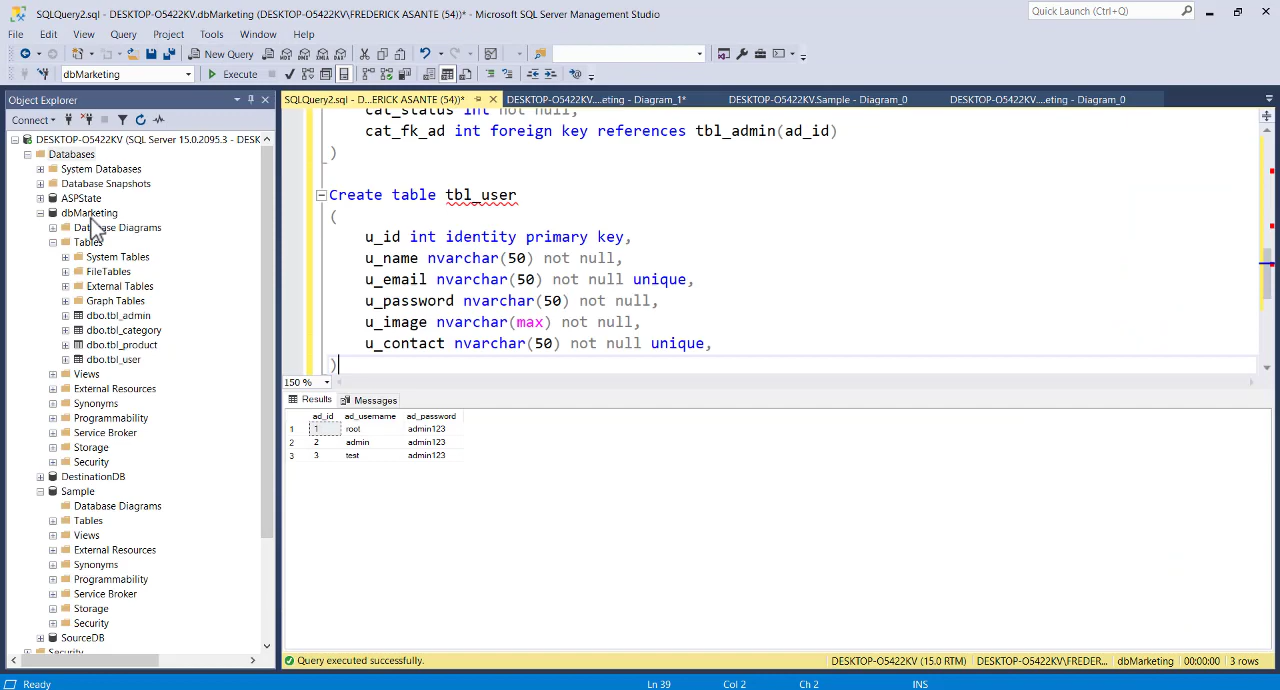 SQLQuery2.sql - DESKTOP-O5422KV.dbMarketing (DESKTOP-O5422KV\FREDERICK ASANTE (54))* - Microsoft SQL Server Management Studio
Quick Launch (Ctrl+Q)
File Edit View Query Project Tools Window Help
New Query
dbMarketing
Execute
Object Explorer
SQLQuery2.sql - D...ERICK ASANTE (54))*
DESKTOP-O5422KV....eting - Diagram_1*
DESKTOP-O5422KV.Sample - Diagram_0
DESKTOP-O5422KV....eting - Diagram_0
Connect
DESKTOP-O5422KV (SQL Server 15.0.2095.3 - DESK
Databases
System Databases
Database Snapshots
ASPState
dbMarketing
Database Diagrams
Tables
System Tables
FileTables
External Tables
Graph Tables
dbo.tbl_admin
dbo.tbl_category
dbo.tbl_product
dbo.tbl_user
Views
External Resources
Synonyms
Programmability
Service Broker
Storage
Security
DestinationDB
Sample
Database Diagrams
Tables
Views
External Resources
Synonyms
Programmability
Service Broker
Storage
Security
SourceDB
Security
cat_status int not null,
cat_fk_ad int foreign key references tbl_admin(ad_id)
)
Create table tbl_user
(
u_id int identity primary key,
u_name nvarchar(50) not null,
u_email nvarchar(50) not null unique,
u_password nvarchar(50) not null,
u_image nvarchar(max) not null,
u_contact nvarchar(50) not null unique,
)
150 %
Results Messages
ad_id ad_username ad_password
1 1 root admin123
2 2 admin admin123
3 3 test admin123
Query executed successfully.
DESKTOP-O5422KV (15.0 RTM) DESKTOP-O5422KV\FREDER... dbMarketing 00:00:00 3 rows
Ready Ln 39 Col 2 Ch 2 INS